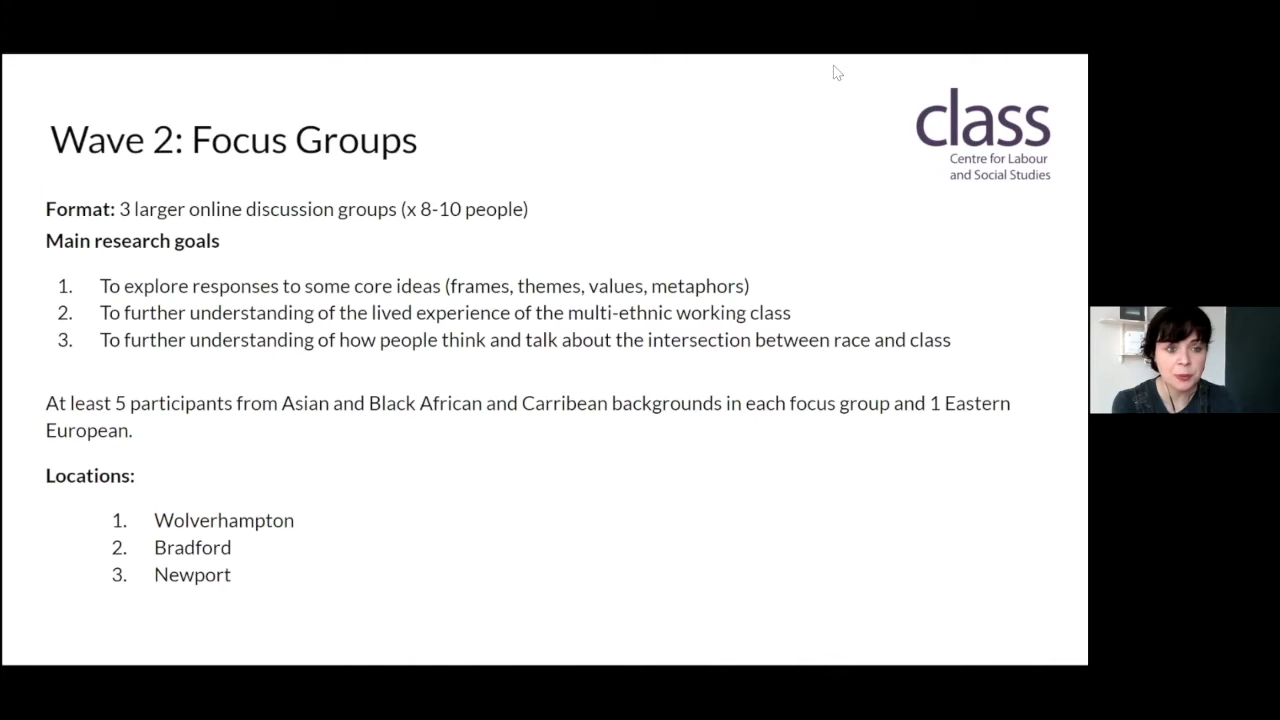 class
Centre for Labour
and Social Studies
Wave 2: Focus Groups
Format: 3 larger online discussion groups (x 8-10 people)
Main research goals
1. To explore responses to some core ideas (frames, themes, values, metaphors)
2. To further understanding of the lived experience of the multi-ethnic working class
3. To further understanding of how people think and talk about the intersection between race and class
At least 5 participants from Asian and Black African and Carribean backgrounds in each focus group and 1 Eastern
European.
Locations:
1. Wolverhampton
2. Bradford
3. Newport